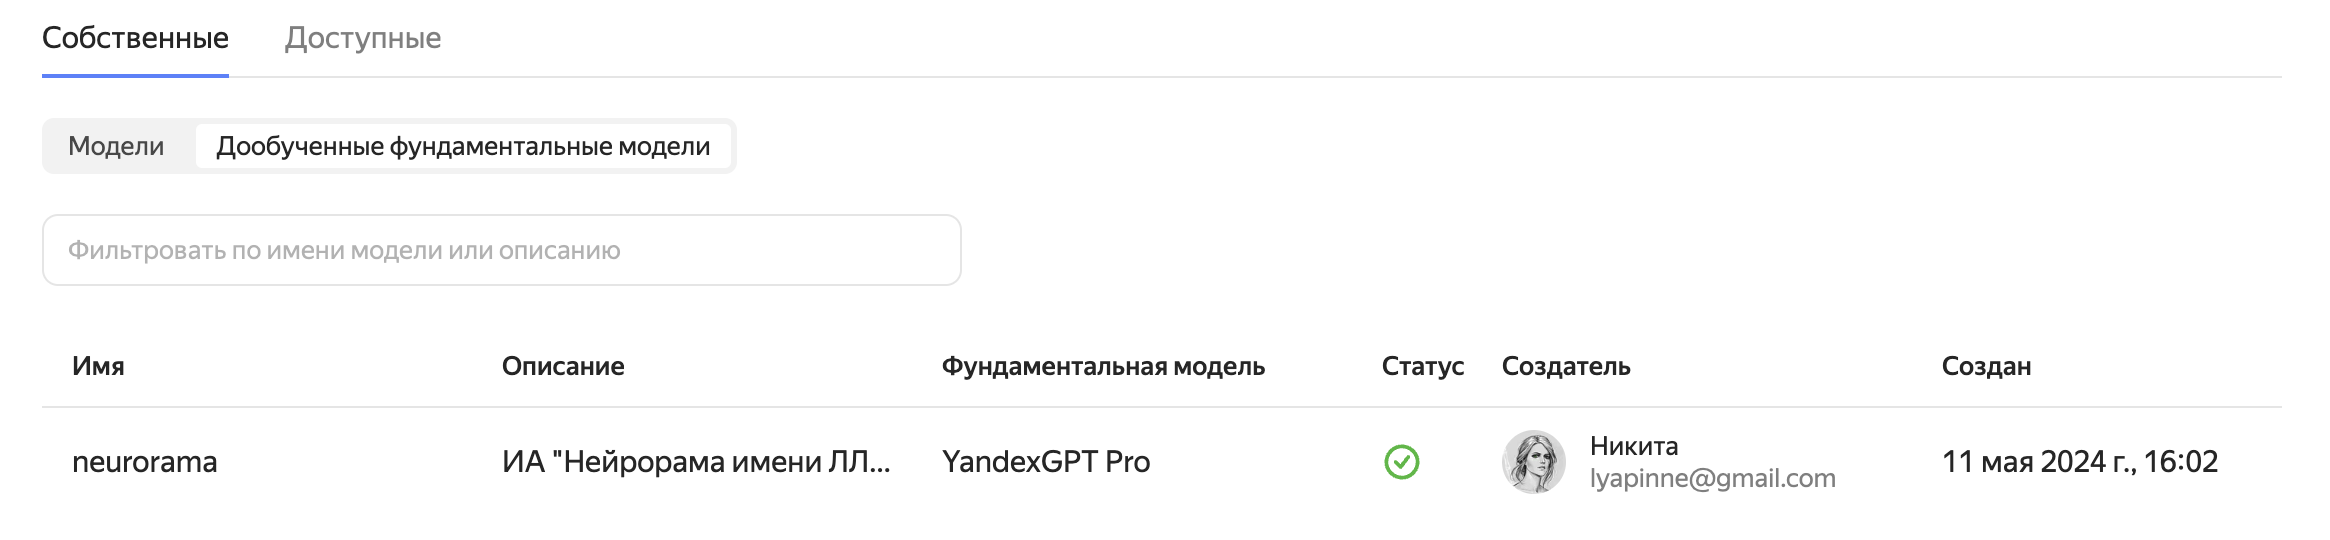 Собственные Доступные
Модели Дообученные фундаментальные модели
Фильтровать по имени модели или описанию
Имя Описание Фундаментальная модель Статус Создатель Создан
neurorama ИА "Нейрорама имени ЛЛ... YandexGPT Pro Никита 11 мая 2024 г., 16:02
lyapinne@gmail.com